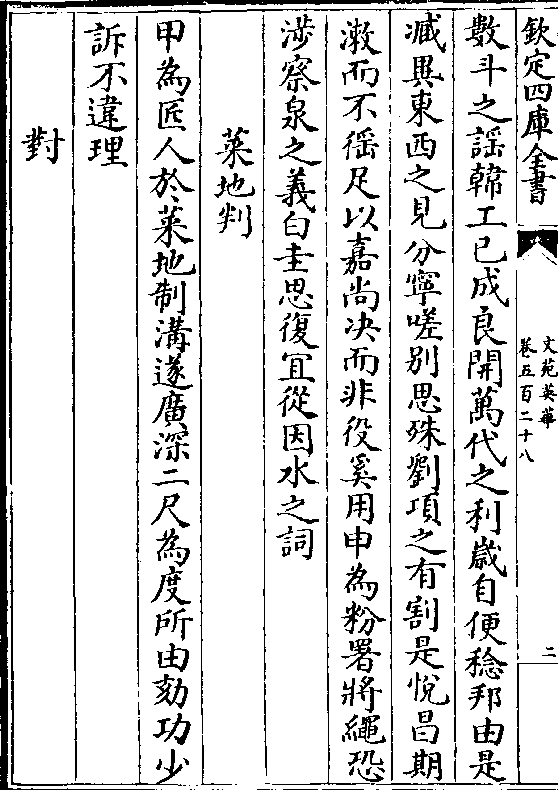 欽定四庫全書
文苑英華
卷五百二十八
二
數斗之謡韓工已成良開萬代之利嵗自便稔邦由是
臧異東西之見分寧嗟别思殊劉項之有割是悅昌期
漱而不徭足以嘉尚决而非役奚用申為粉署將繩恐
涉察泉之義白圭思復宜從因水之詞
萊地判
甲為匠人於萊地制溝遂廣深二尺為度所由劾功少
訴不違理
對